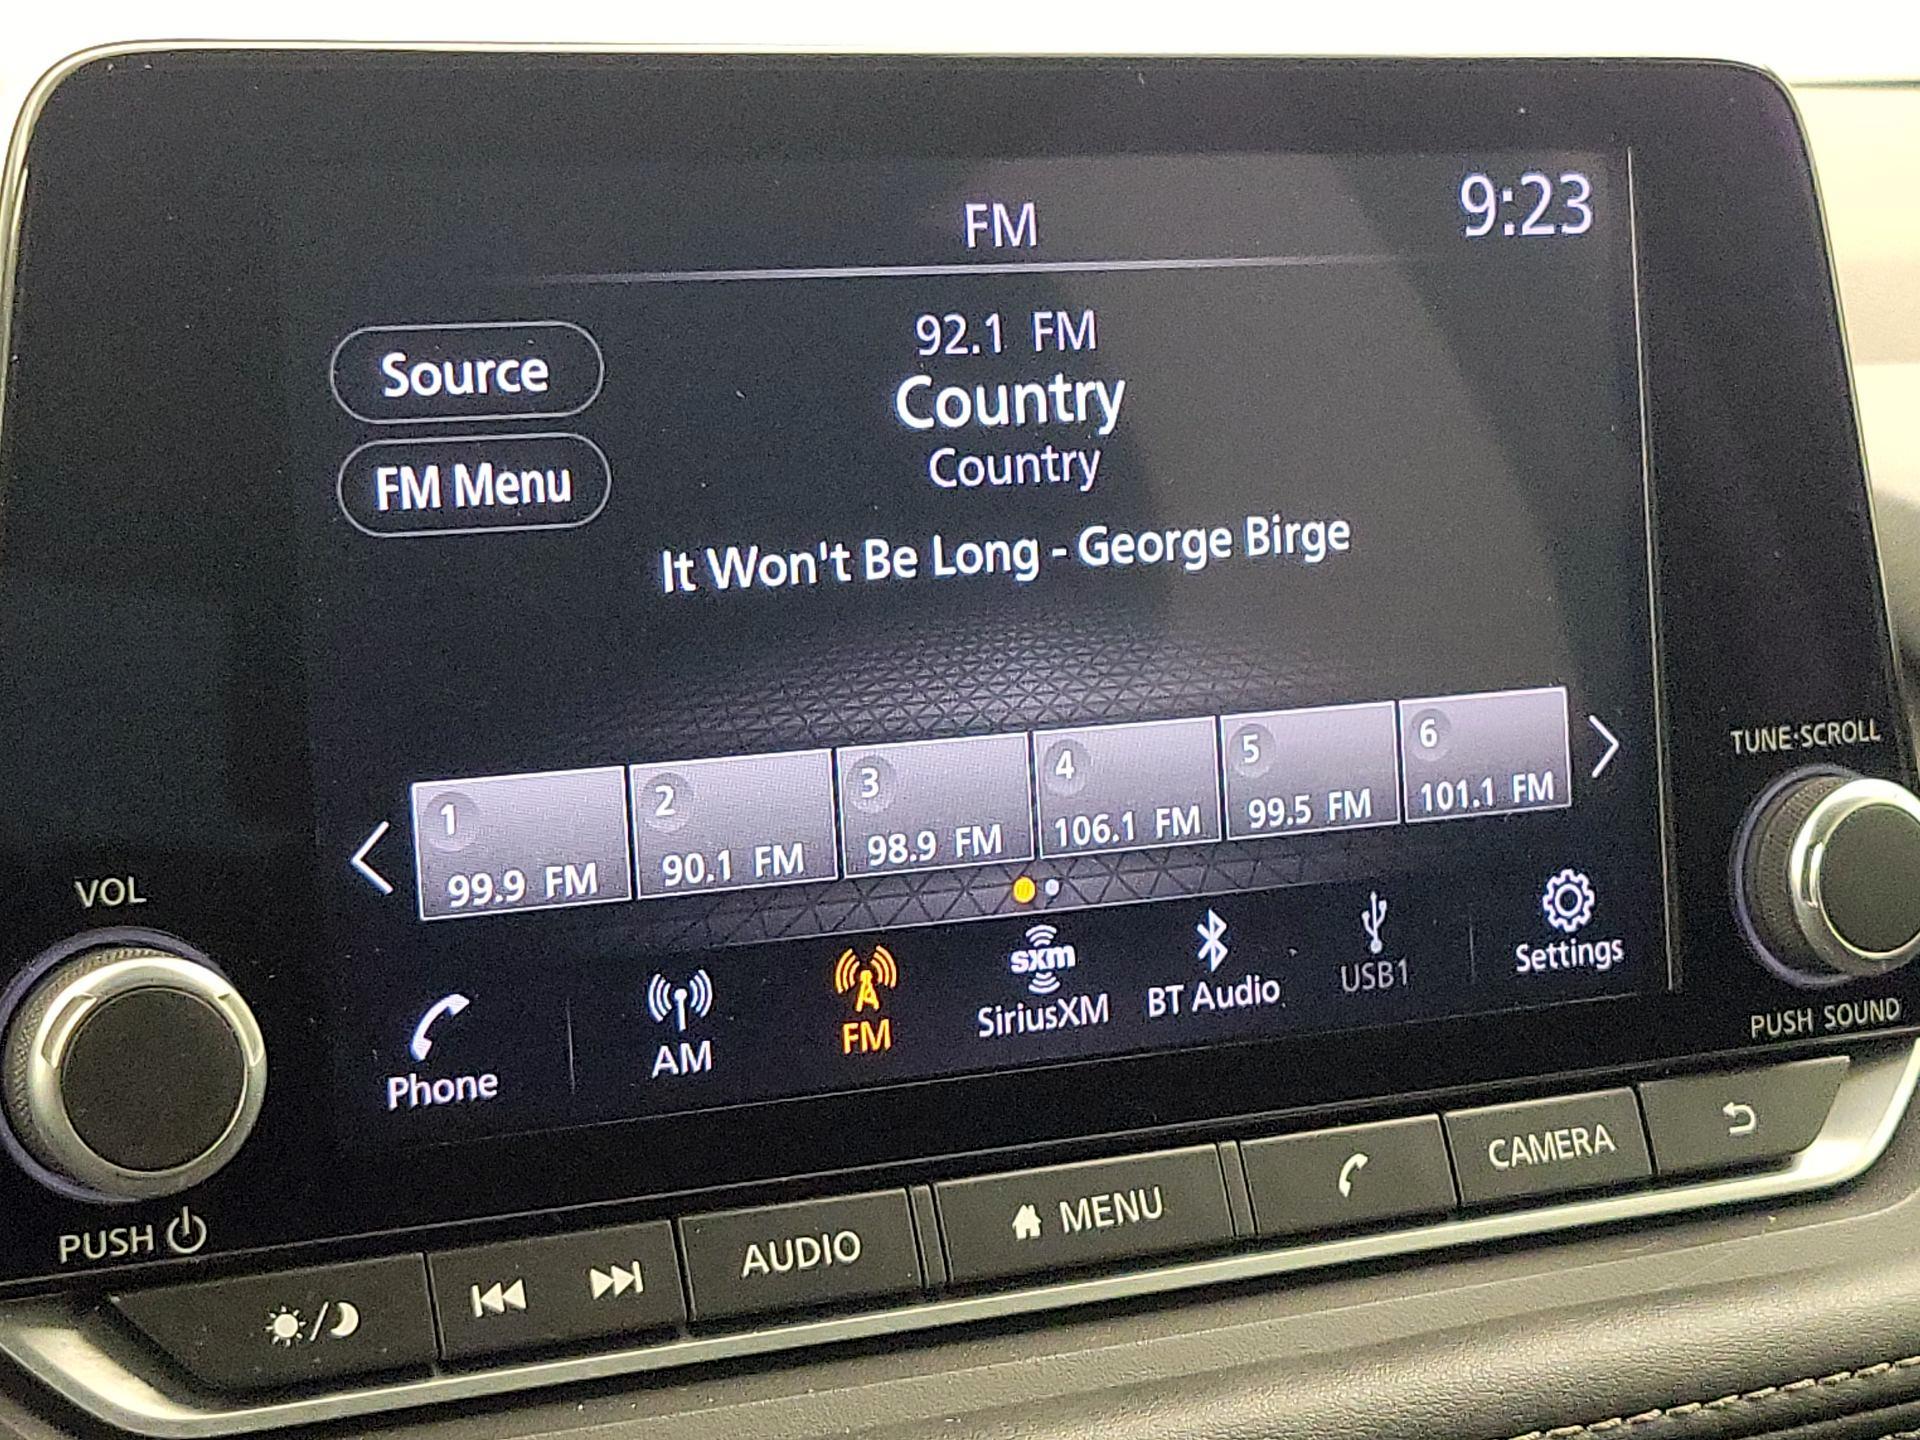 FM
9:23
92.1 FM
Source
Country
Country
FM Menu
It Won't Be Long - George Birge
1
99.9 FM
2
90.1 FM
3
98.9 FM
4
106.1 FM
5
99.5 FM
6
101.1 FM
TUNE·SCROLL
VOL
Phone
AM
FM
sxm
SiriusXM
BT Audio
USB1
Settings
PUSH SOUND
PUSH
AUDIO
MENU
CAMERA